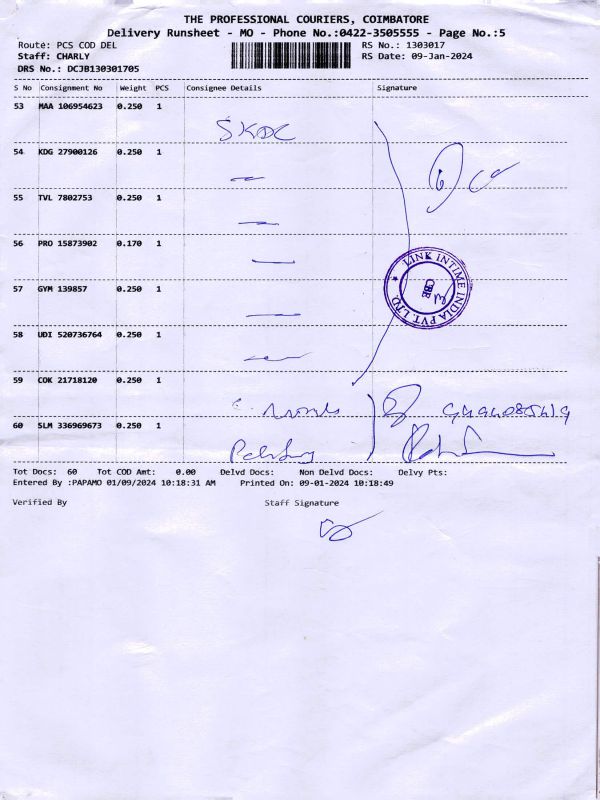 THE PROFESSIONAL COURIERS, COIMBATORE
Delivery Runsheet - MO - Phone No.:0422-3505555 - Page No.:5
Route: PCS COD DEL RS No.: 1303017
Staff: CHARLY RS Date: 09-Jan-2024
DRS No.: DCJB130301705
S No Consignment No Weight PCS Consignee Details Signature
53 MAA 106954623 0.250 1
SKDC
54 KDG 27900126 0.250 1
55 TVL 7802753 0.250 1
56 PRO 15873902 0.170 1
LINK INTIME INDIA PVT. LTD. CBE
57 GYM 139857 0.250 1
58 UDI 520736764 0.250 1
59 COK 21718120 0.250 1
60 SLM 336969673 0.250 1
Tot Docs: 60 Tot COD Amt: 0.00 Delvd Docs: Non Delvd Docs: Delvy Pts:
Entered By :PAPAMO 01/09/2024 10:18:31 AM Printed On: 09-01-2024 10:18:49
Verified By Staff Signature